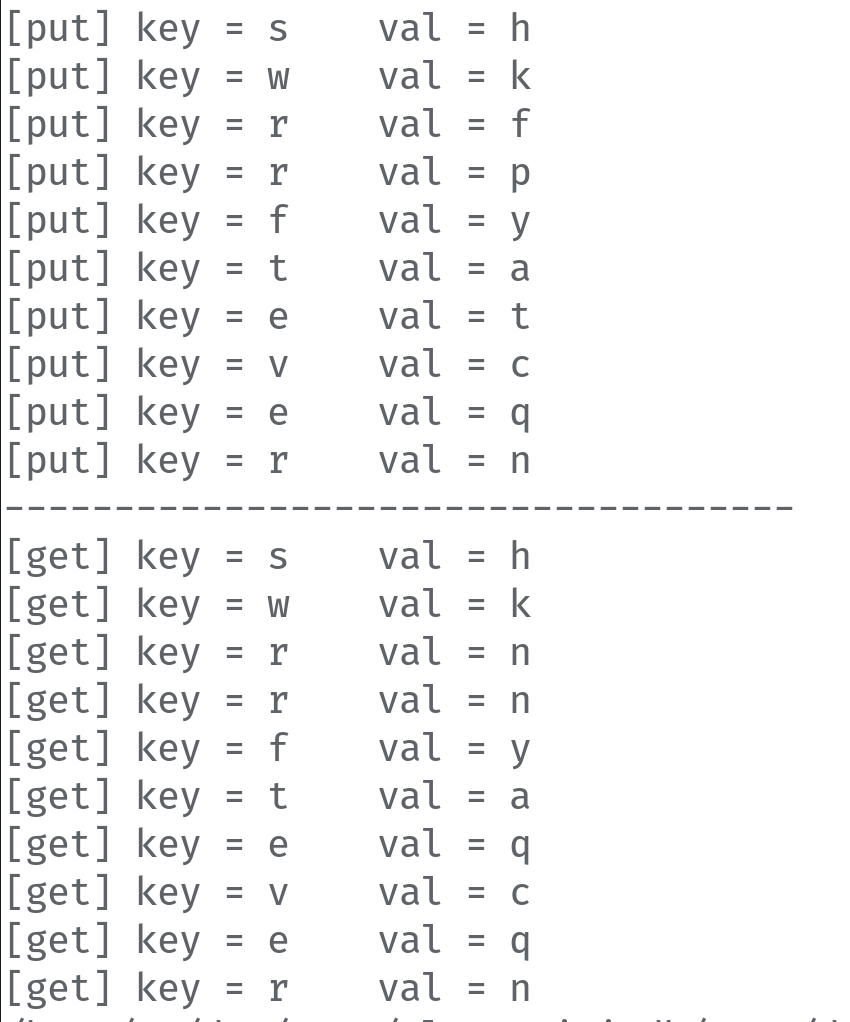 [put] key = s    val = h
[put] key = w    val = k
[put] key = r    val = f
[put] key = r    val = p
[put] key = f    val = y
[put] key = t    val = a
[put] key = e    val = t
[put] key = v    val = c
[put] key = e    val = q
[put] key = r    val = n
------------------------------------
[get] key = s    val = h
[get] key = w    val = k
[get] key = r    val = n
[get] key = r    val = n
[get] key = f    val = y
[get] key = t    val = a
[get] key = e    val = q
[get] key = v    val = c
[get] key = e    val = q
[get] key = r    val = n